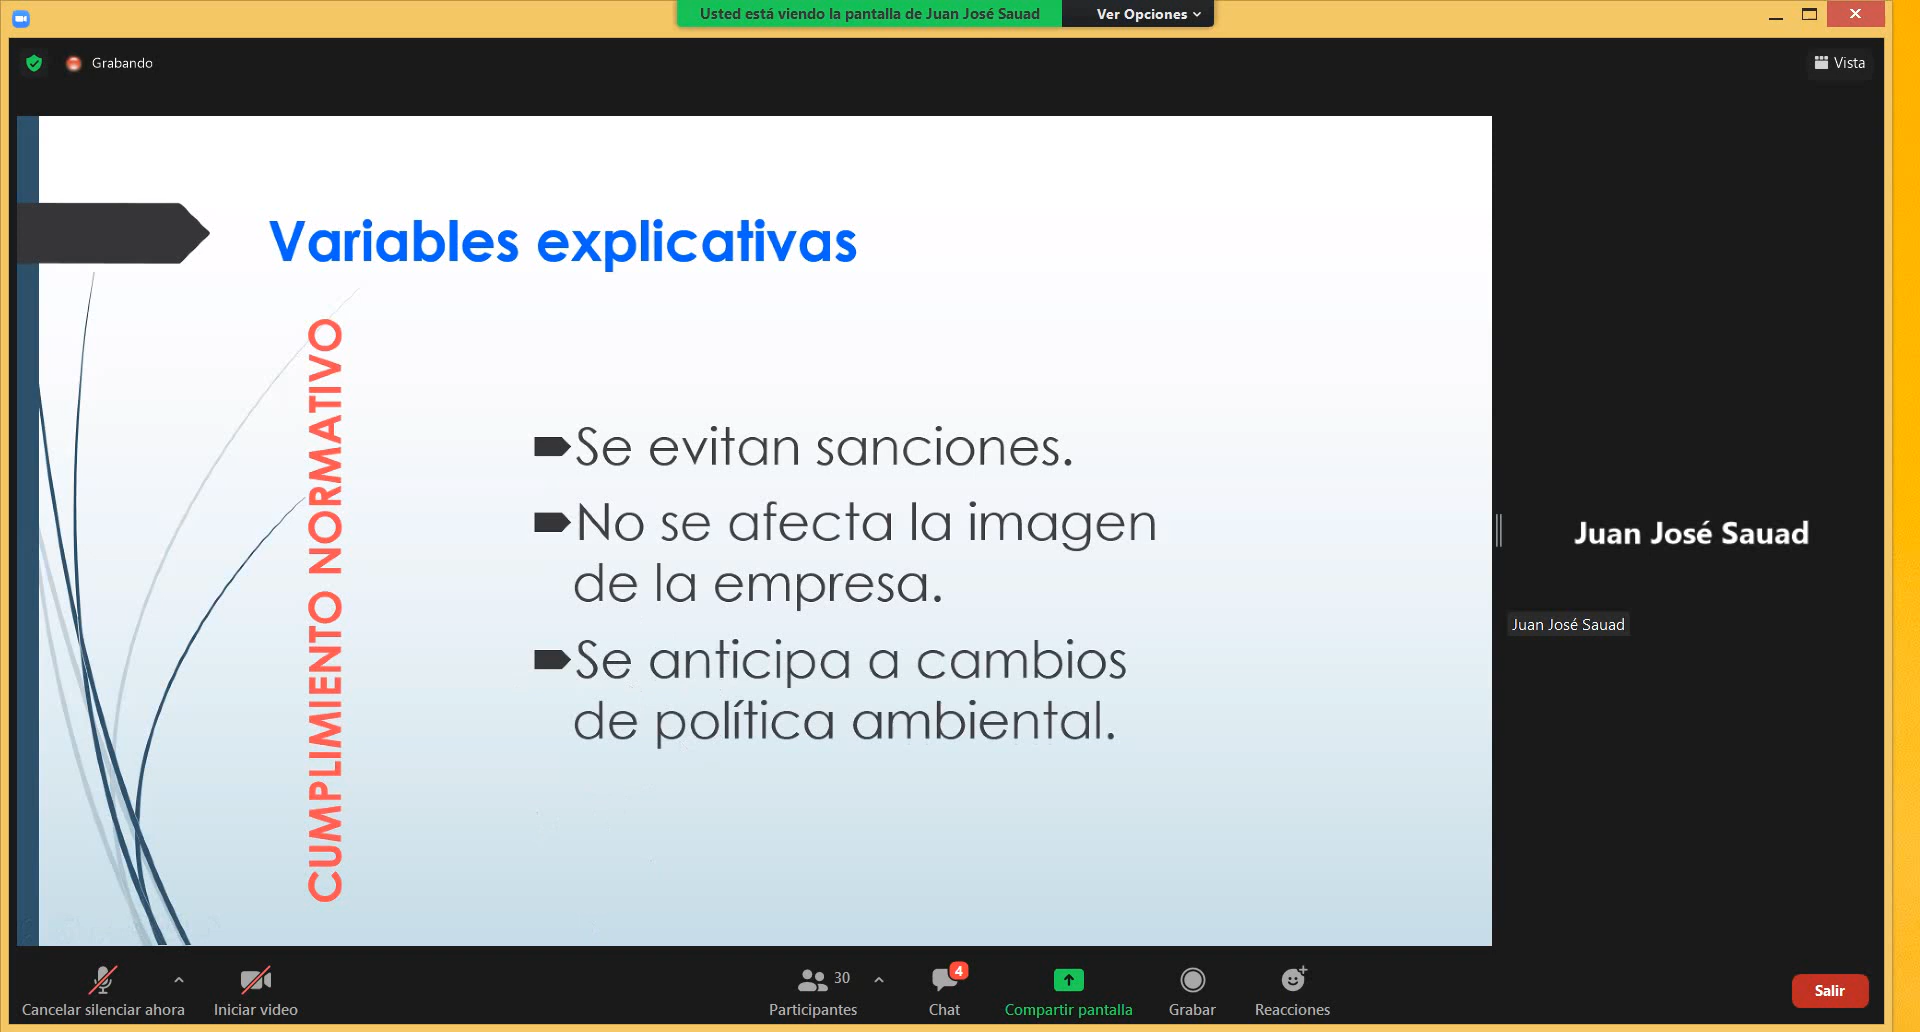 Usted está viendo la pantalla de Juan José Sauad
Ver Opciones
Grabando
Vista
Variables explicativas
CUMPLIMIENTO NORMATIVO
Se evitan sanciones.
No se afecta la imagen
de la empresa.
Se anticipa a cambios
de política ambiental.
Juan José Sauad
Juan José Sauad
Cancelar silenciar ahora
Iniciar video
30
Participantes
4
Chat
Compartir pantalla
Grabar
Reacciones
Salir